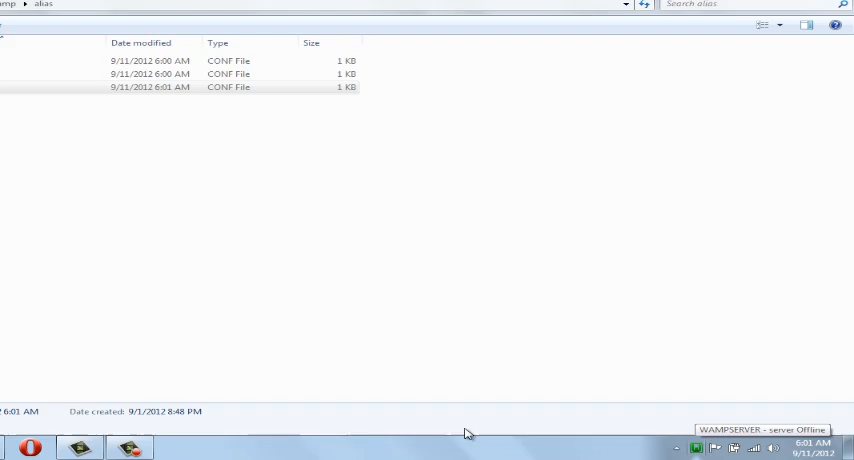 alias
Search alias
Date modified Type Size
9/11/2012 6:00 AM CONF File 1 KB
9/11/2012 6:00 AM CONF File 1 KB
9/11/2012 6:01 AM CONF File 1 KB
6:01 AM Date created: 9/1/2012 8:48 PM
WAMPSERVER - server Offline
6:01 AM
9/11/2012